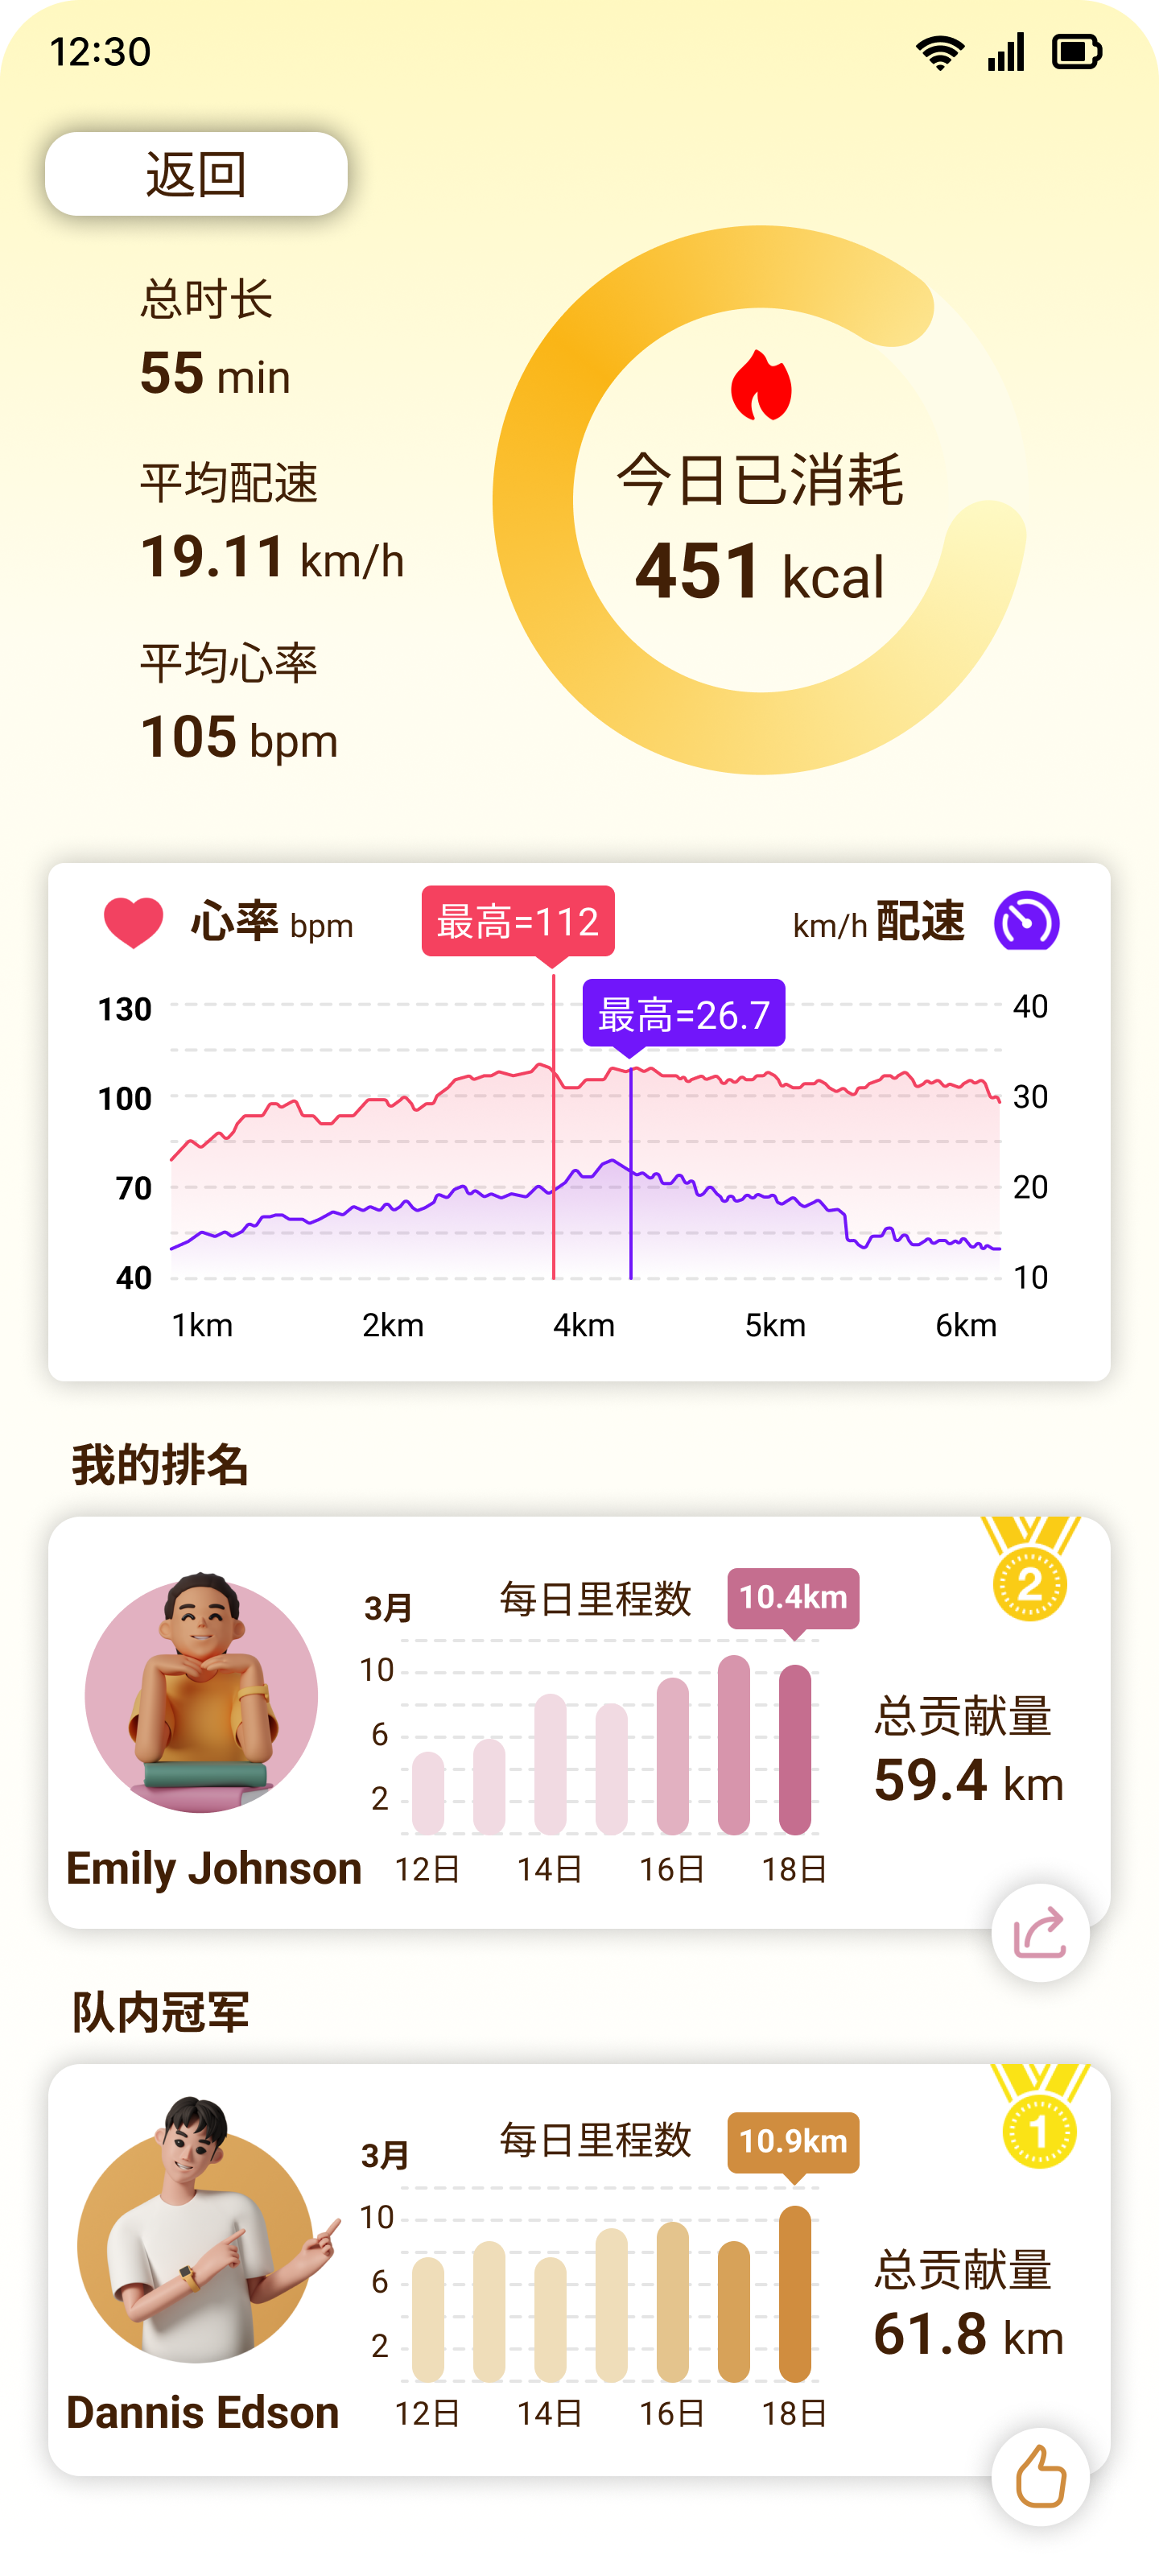 12:30
返回
总时长
55 min
平均配速
19.11 km/h
平均心率
105 bpm
今日已消耗
451 kcal
心率 bpm
最高=112
km/h 配速
最高=26.7
130
100
70
40
40
30
20
10
1km 2km 4km 5km 6km
我的排名
3月
每日里程数
10.4km
2
10
6
2
12日 14日 16日 18日
Emily Johnson
总贡献量
59.4 km
队内冠军
3月
每日里程数
10.9km
1
10
6
2
12日 14日 16日 18日
Dannis Edson
总贡献量
61.8 km